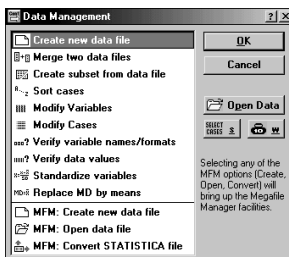 Data Management
? x
Create new data file
Merge two data files
Create subset from data file
Sort cases
Modify Variables
Modify Cases
Verify variable names/formats
Verify data values
Standardize variables
Replace MD by means
MFM: Create new data file
MFM: Open data file
MFM: Convert STATISTICA file
OK
Cancel
Open Data
SELECT CASES S W
Selecting any of the
MFM options (Create,
Open, Convert) will
bring up the Megafile
Manager facilities.